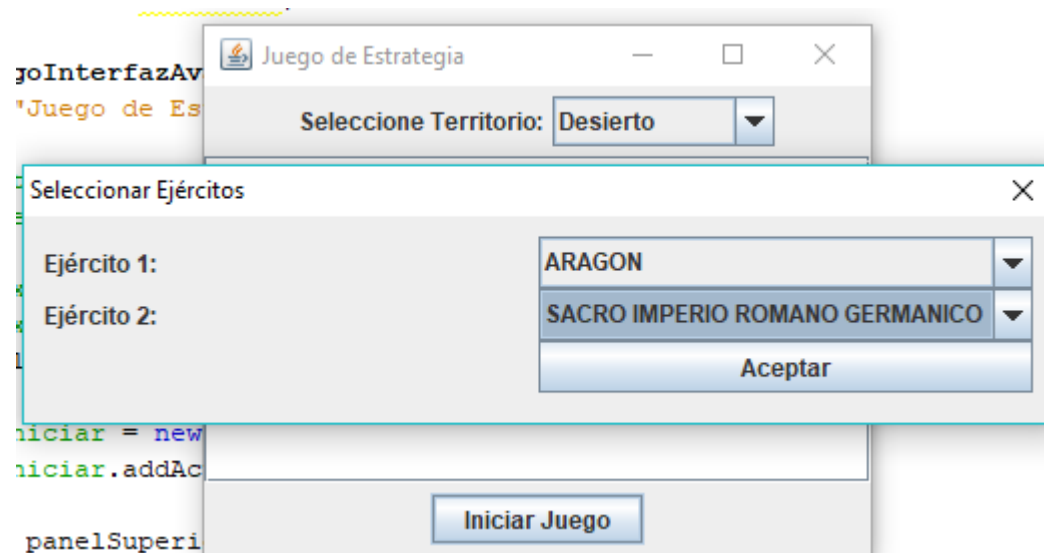 Juego de Estrategia
goInterfazAv
"Juego de Es
Seleccione Territorio: Desierto
Seleccionar Ejércitos
Ejército 1: ARAGON
Ejército 2: SACRO IMPERIO ROMANO GERMANICO
Aceptar
niciar = new
niciar.addAc
Iniciar Juego
panelSuperi